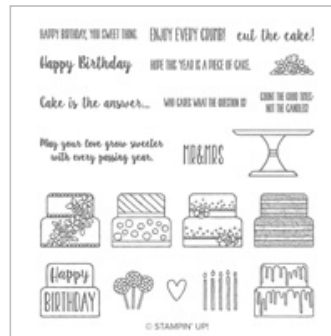 HAPPY BIRTHDAY, YOU SWEET THING.
ENJOY EVERY CRUMB!
cut the cake!
Happy Birthday
HOPE THIS YEAR IS A PIECE OF CAKE.
Cake is the answer...
WHO CARES WHAT THE QUESTION IS!
COUNT THE GOOD TIMES-
NOT THE CANDLES!
May your love grow sweeter
with every passing year.
MR&MRS
Happy
BIRTHDAY
© STAMPIN' UP!